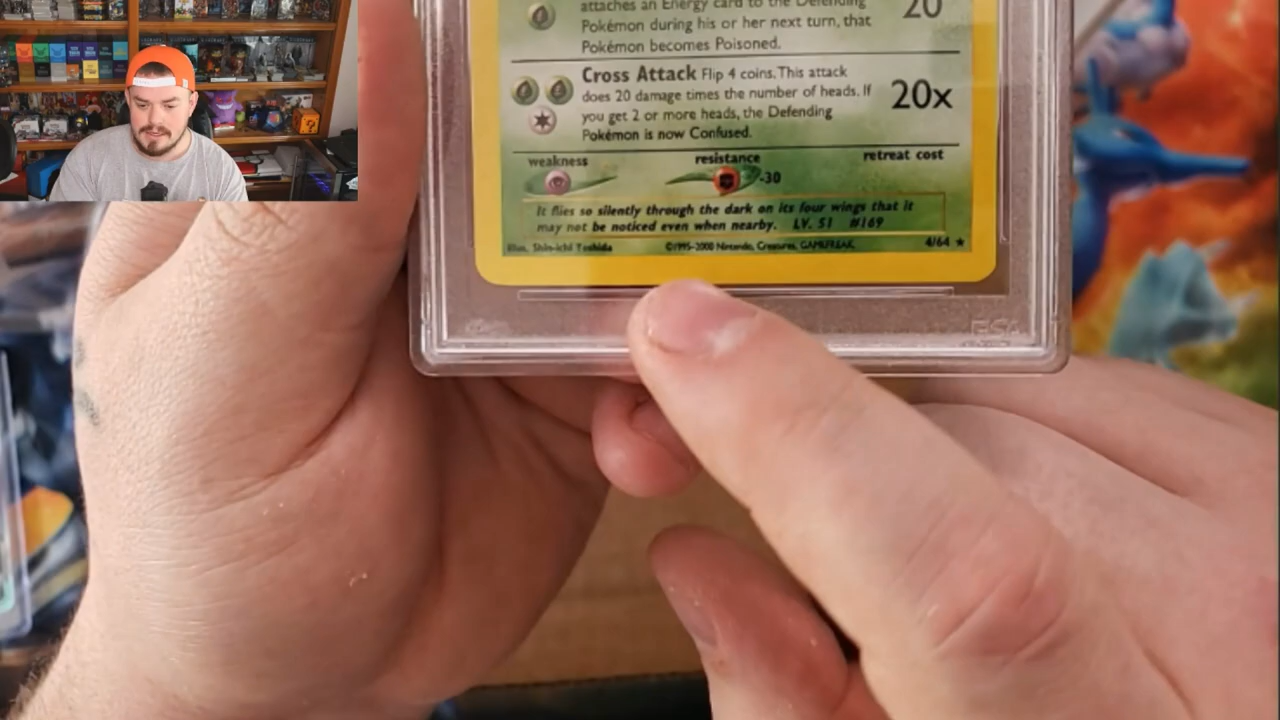 attaches an Energy card to the Defending
Pokémon during his or her next turn, that
Pokémon becomes Poisoned.
20
Cross Attack Flip 4 coins. This attack
does 20 damage times the number of heads. If
you get 2 or more heads, the Defending
Pokémon is now Confused.
20x
weakness resistance retreat cost
-30
It flies so silently through the dark on its four wings that it
may not be noticed even when nearby. LV. 51 #169
Illus. Shin-ichi Yoshida ©1995-2000 Nintendo, Creatures, GAMEFREAK. 4/64 ★
PSA